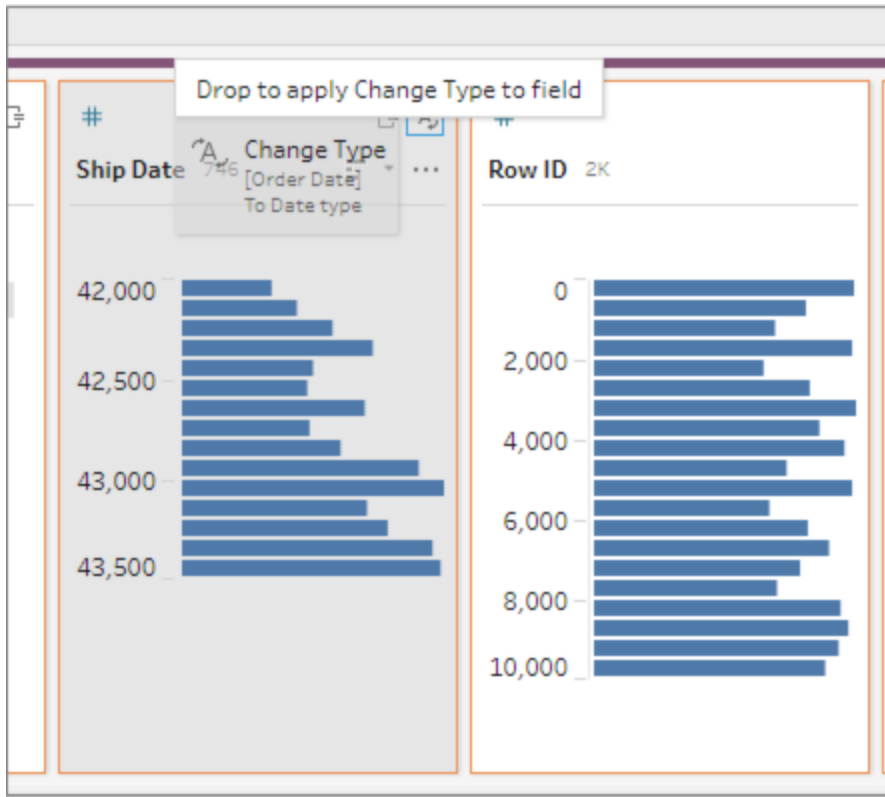 Drop to apply Change Type to field
#
#
Change Type
Ship Date 746
[Order Date]
To Date type
Row ID 2K
42,000
42,500
43,000
43,500
0
2,000
4,000
6,000
8,000
10,000